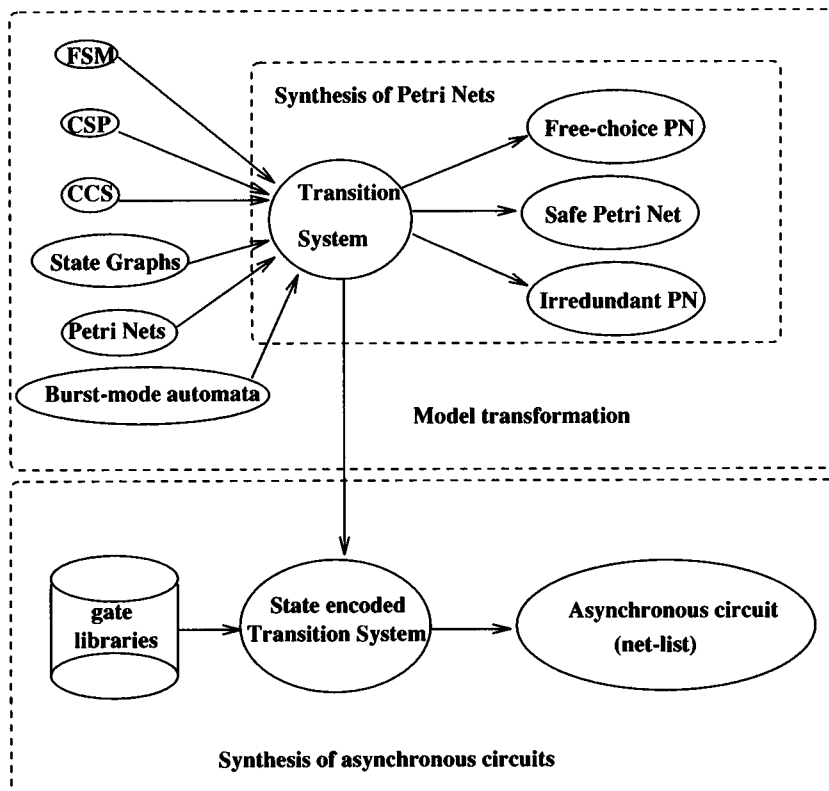 FSM
CSP
CCS
State Graphs
Petri Nets
Burst-mode automata
Synthesis of Petri Nets
Transition
System
Free-choice PN
Safe Petri Net
Irredundant PN
Model transformation
gate
libraries
State encoded
Transition System
Asynchronous circuit
(net-list)
Synthesis of asynchronous circuits